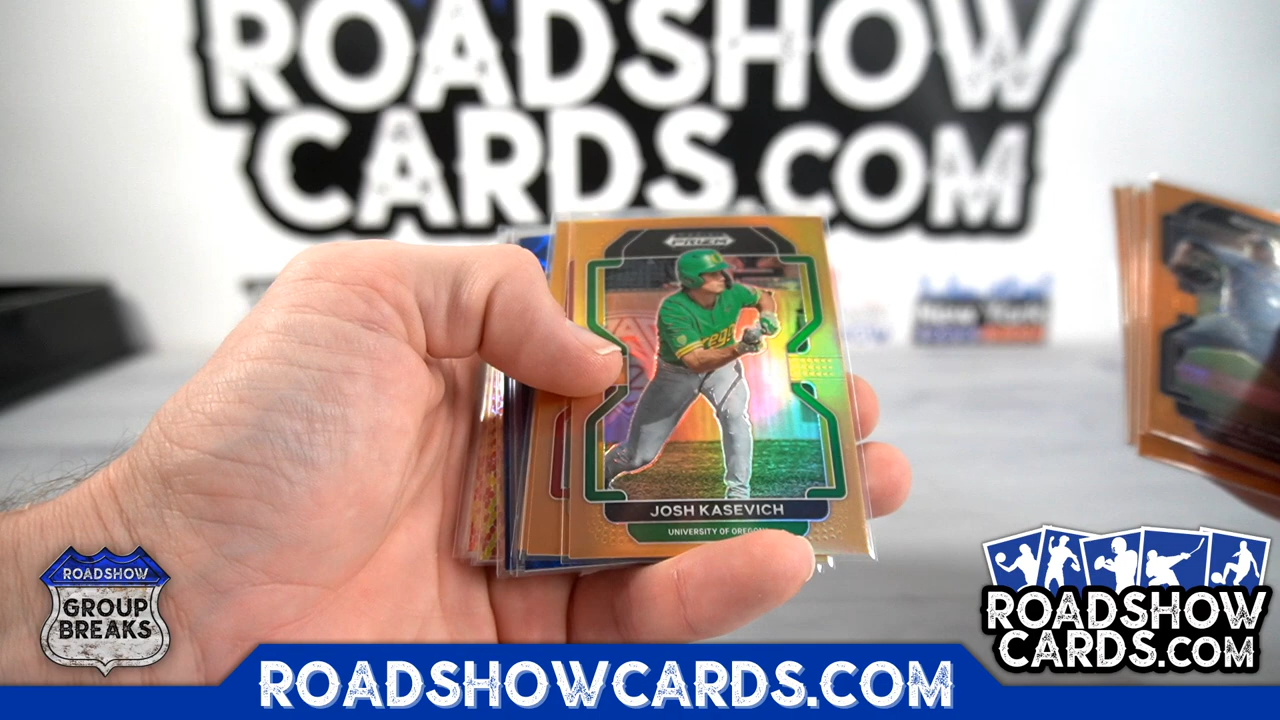 ROADSHOW
CARDS.COM
PRIZM
JOSH KASEVICH
UNIVERSITY OF OREGON
ROADSHOW
GROUP
BREAKS
ROADSHOW
CARDS.COM
ROADSHOWCARDS.COM